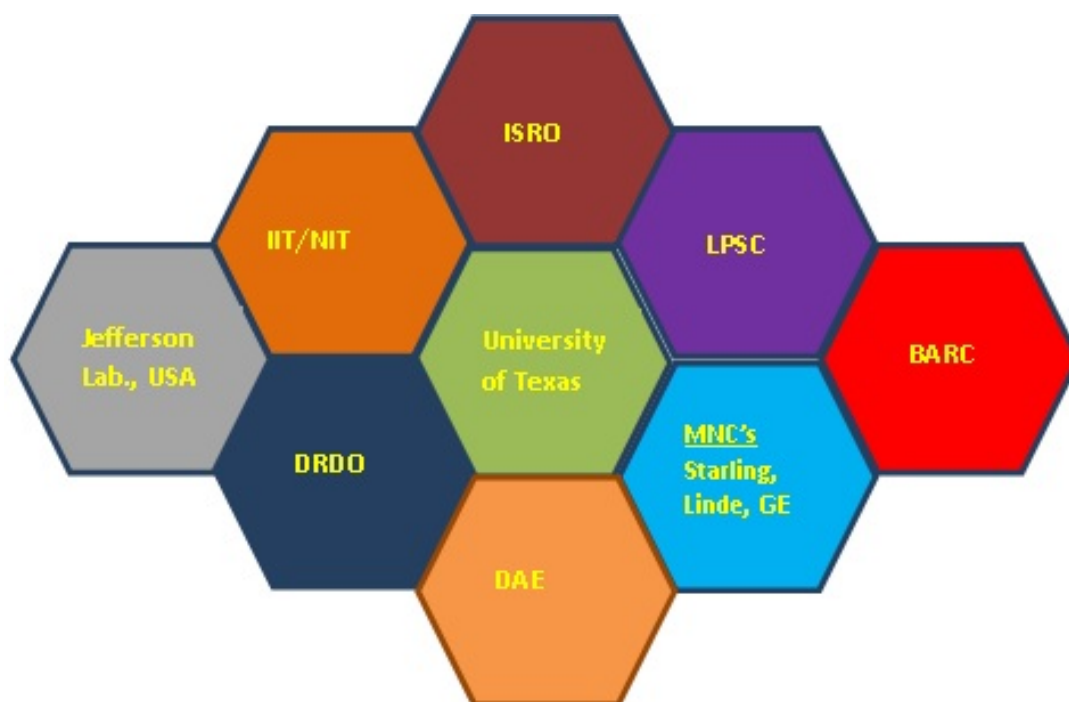 ISRO
IIT/NIT
LPSC
Jefferson
Lab., USA
University
of Texas
BARC
DRDO
MNC's
Starling,
Linde, GE
DAE